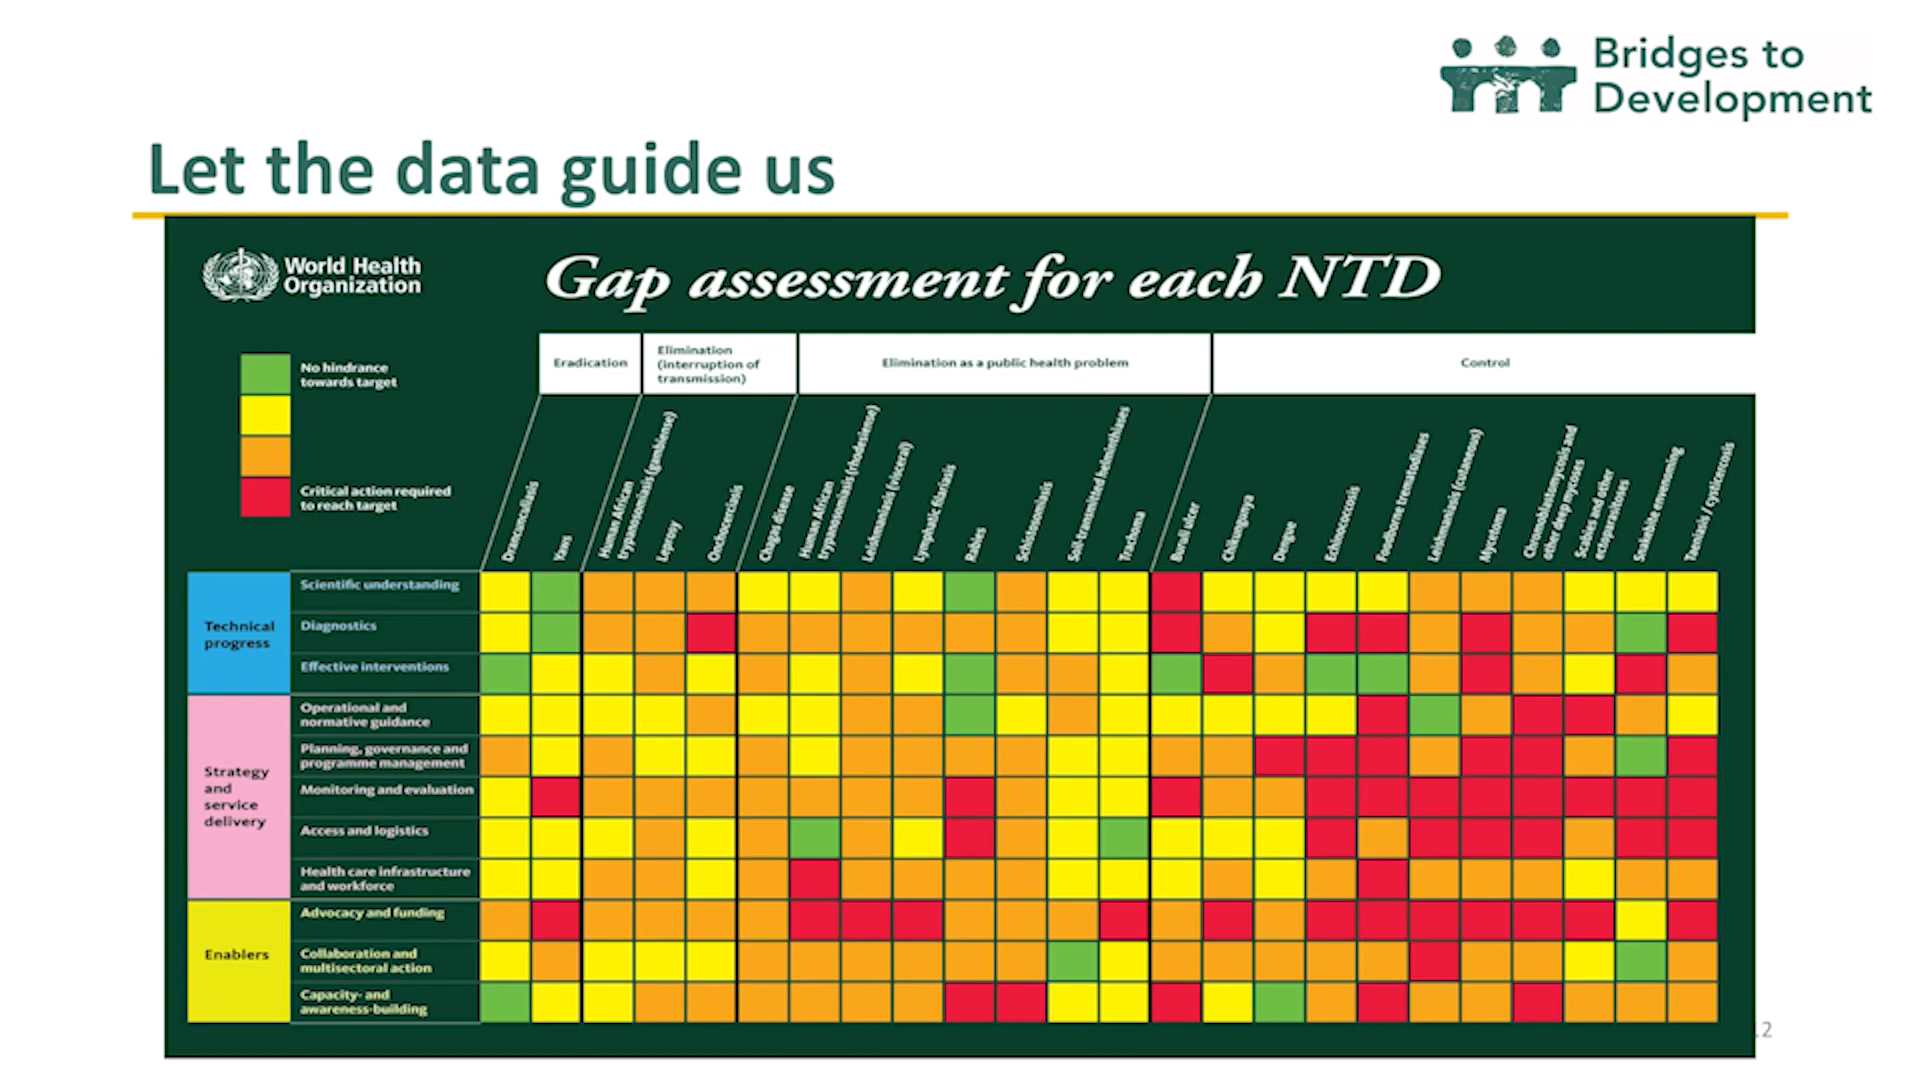 Bridges to
Development
Let the data guide us
World Health
Organization
Gap assessment for each NTD
No hindrance
towards target
Critical action required
to reach target
Eradication
Elimination
(interruption of
transmission)
Elimination as a public health problem
Control
Dracunculiasis
Yaws
Human African
trypanosomiasis (gambiense)
Leprosy
Onchocerciasis
Chagas disease
Human African
trypanosomiasis (rhodesiense)
Leishmaniasis (visceral)
Lymphatic filariasis
Rabies
Schistosomiasis
Soil-transmitted helminthiases
Trachoma
Buruli ulcer
Chikungunya
Dengue
Echinococcosis
Foodborne trematodiases
Leishmaniasis (cutaneous)
Mycetoma
Chromoblastomycosis and
other deep mycoses
Scabies and other
ectoparasitoses
Snakebite envenoming
Taeniasis / cysticercosis
Technical
progress
Scientific understanding
Diagnostics
Effective interventions
Strategy
and
service
delivery
Operational and
normative guidance
Planning, governance and
programme management
Monitoring and evaluation
Access and logistics
Health care infrastructure
and workforce
Enablers
Advocacy and funding
Collaboration and
multisectoral action
Capacity- and
awareness-building